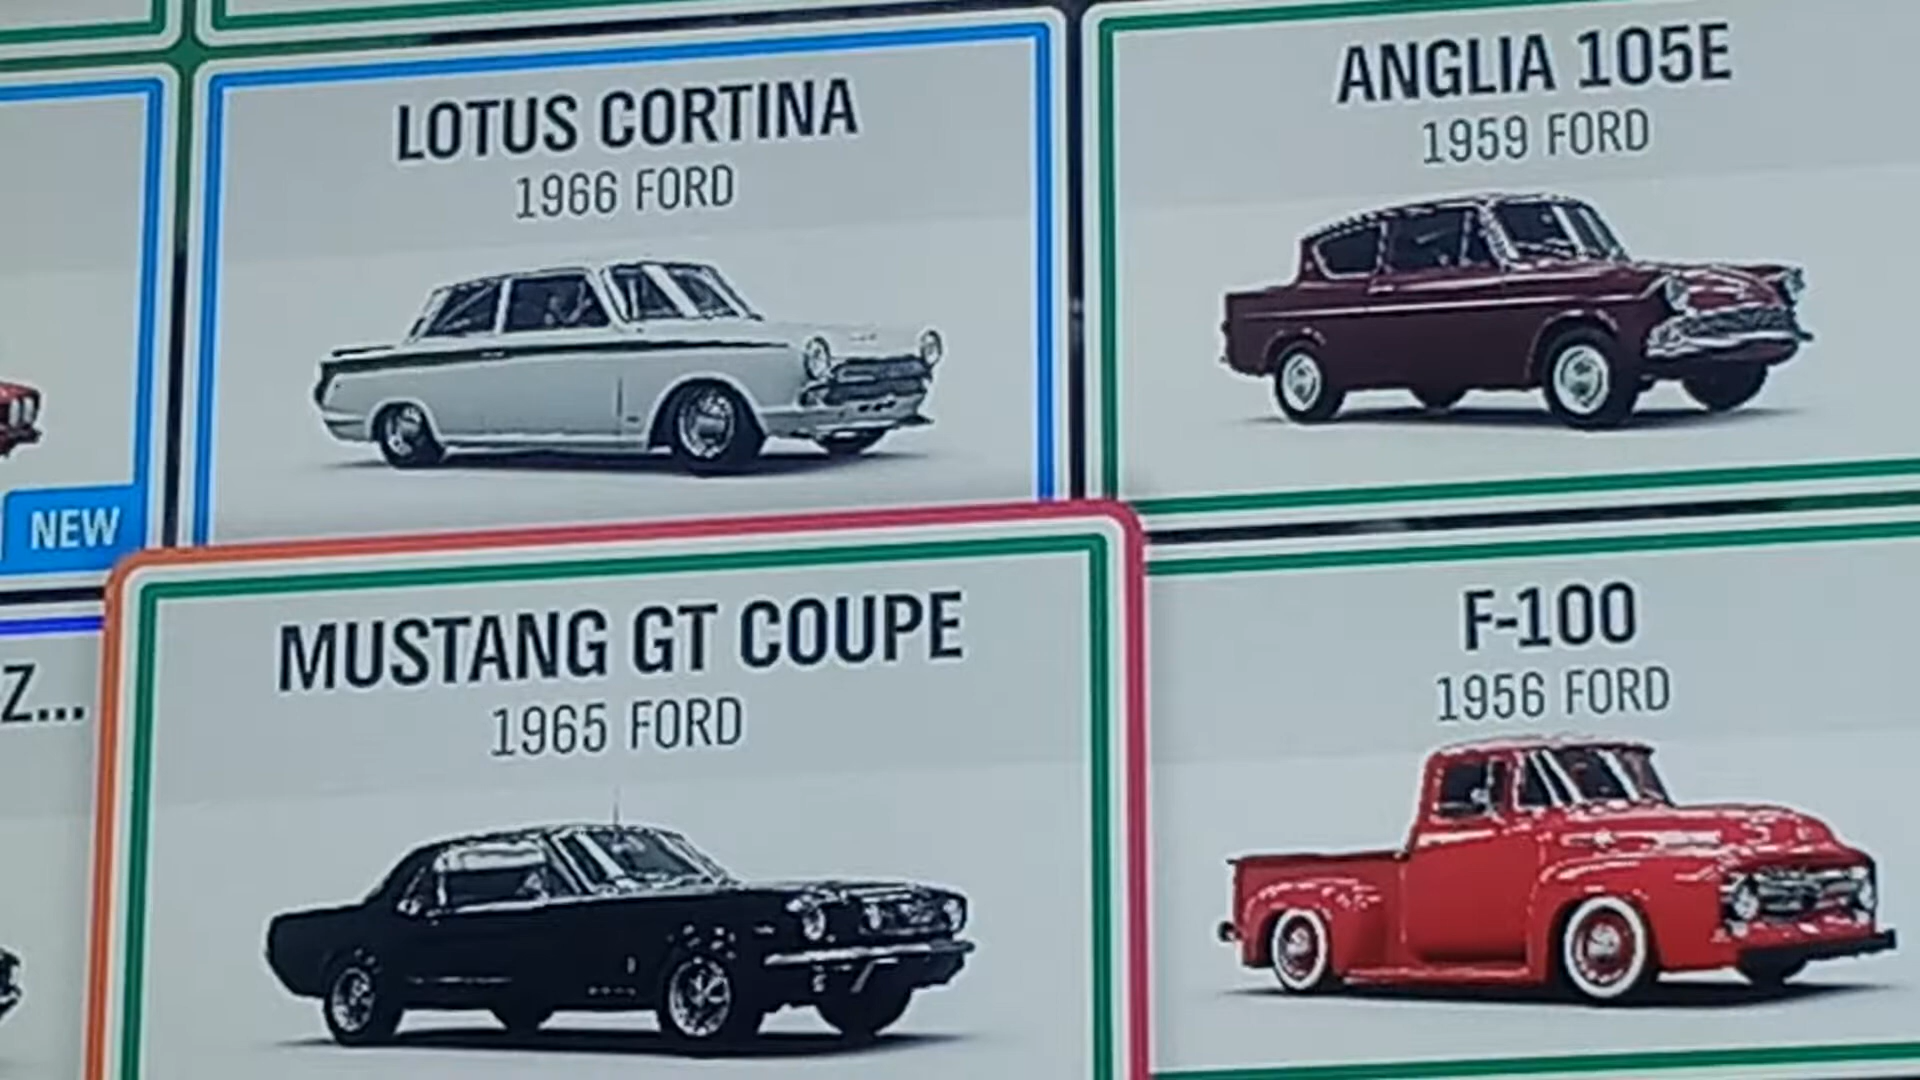 LOTUS CORTINA
1966 FORD
ANGLIA 105E
1959 FORD
NEW
Z...
MUSTANG GT COUPE
1965 FORD
F-100
1956 FORD